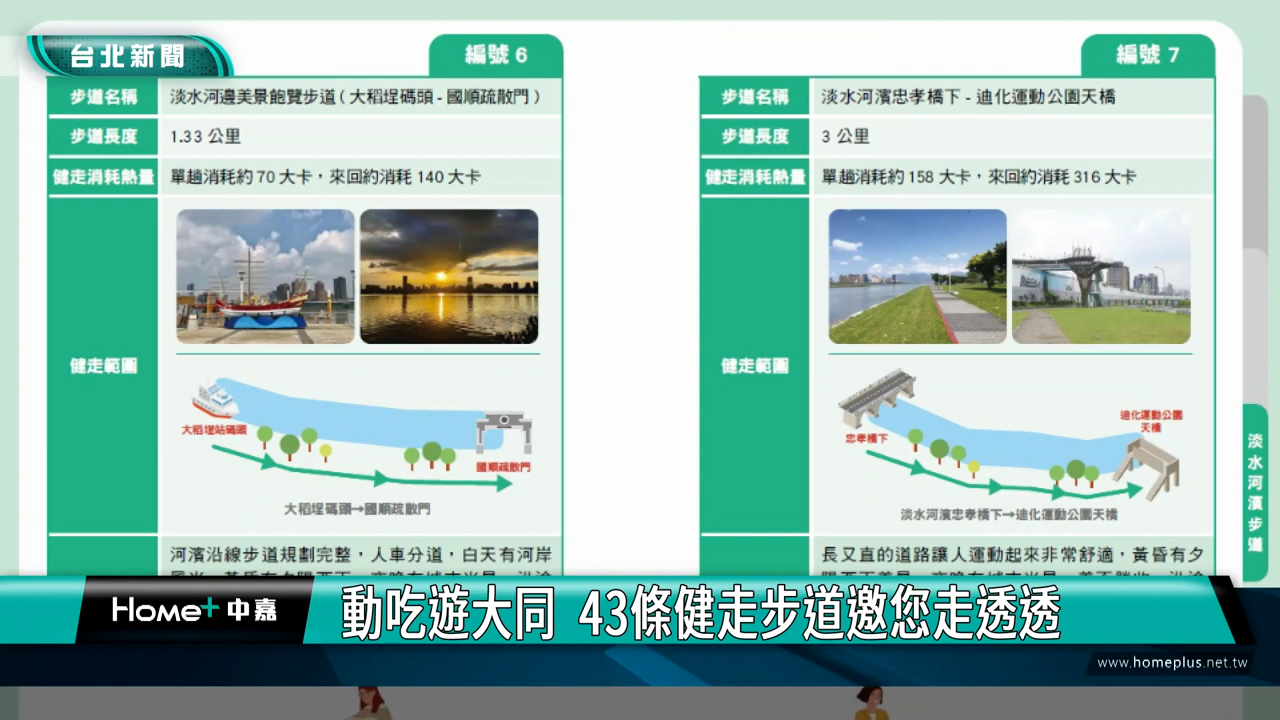 台北新聞
編號 6
步道名稱
淡水河邊美景飽覽步道 ( 大稻埕碼頭 - 國順疏散門 )
步道長度
1.33 公里
健走消耗熱量
單趟消耗約 70 大卡，來回約消耗 140 大卡
健走範圍
大稻埕站碼頭
國順疏散門
大稻埕碼頭→國順疏散門
河濱沿線步道規劃完整，人車分道，白天有河岸
編號 7
步道名稱
淡水河濱忠孝橋下 - 迪化運動公園天橋
步道長度
3 公里
健走消耗熱量
單趟消耗約 158 大卡，來回約消耗 316 大卡
健走範圍
忠孝橋下
迪化運動公園
天橋
淡水河濱忠孝橋下→迪化運動公園天橋
長又直的道路讓人運動起來非常舒適，黃昏有夕
淡水河濱步道
Home+ 中嘉
動吃遊大同 43條健走步道邀您走透透
www.homeplus.net.tw